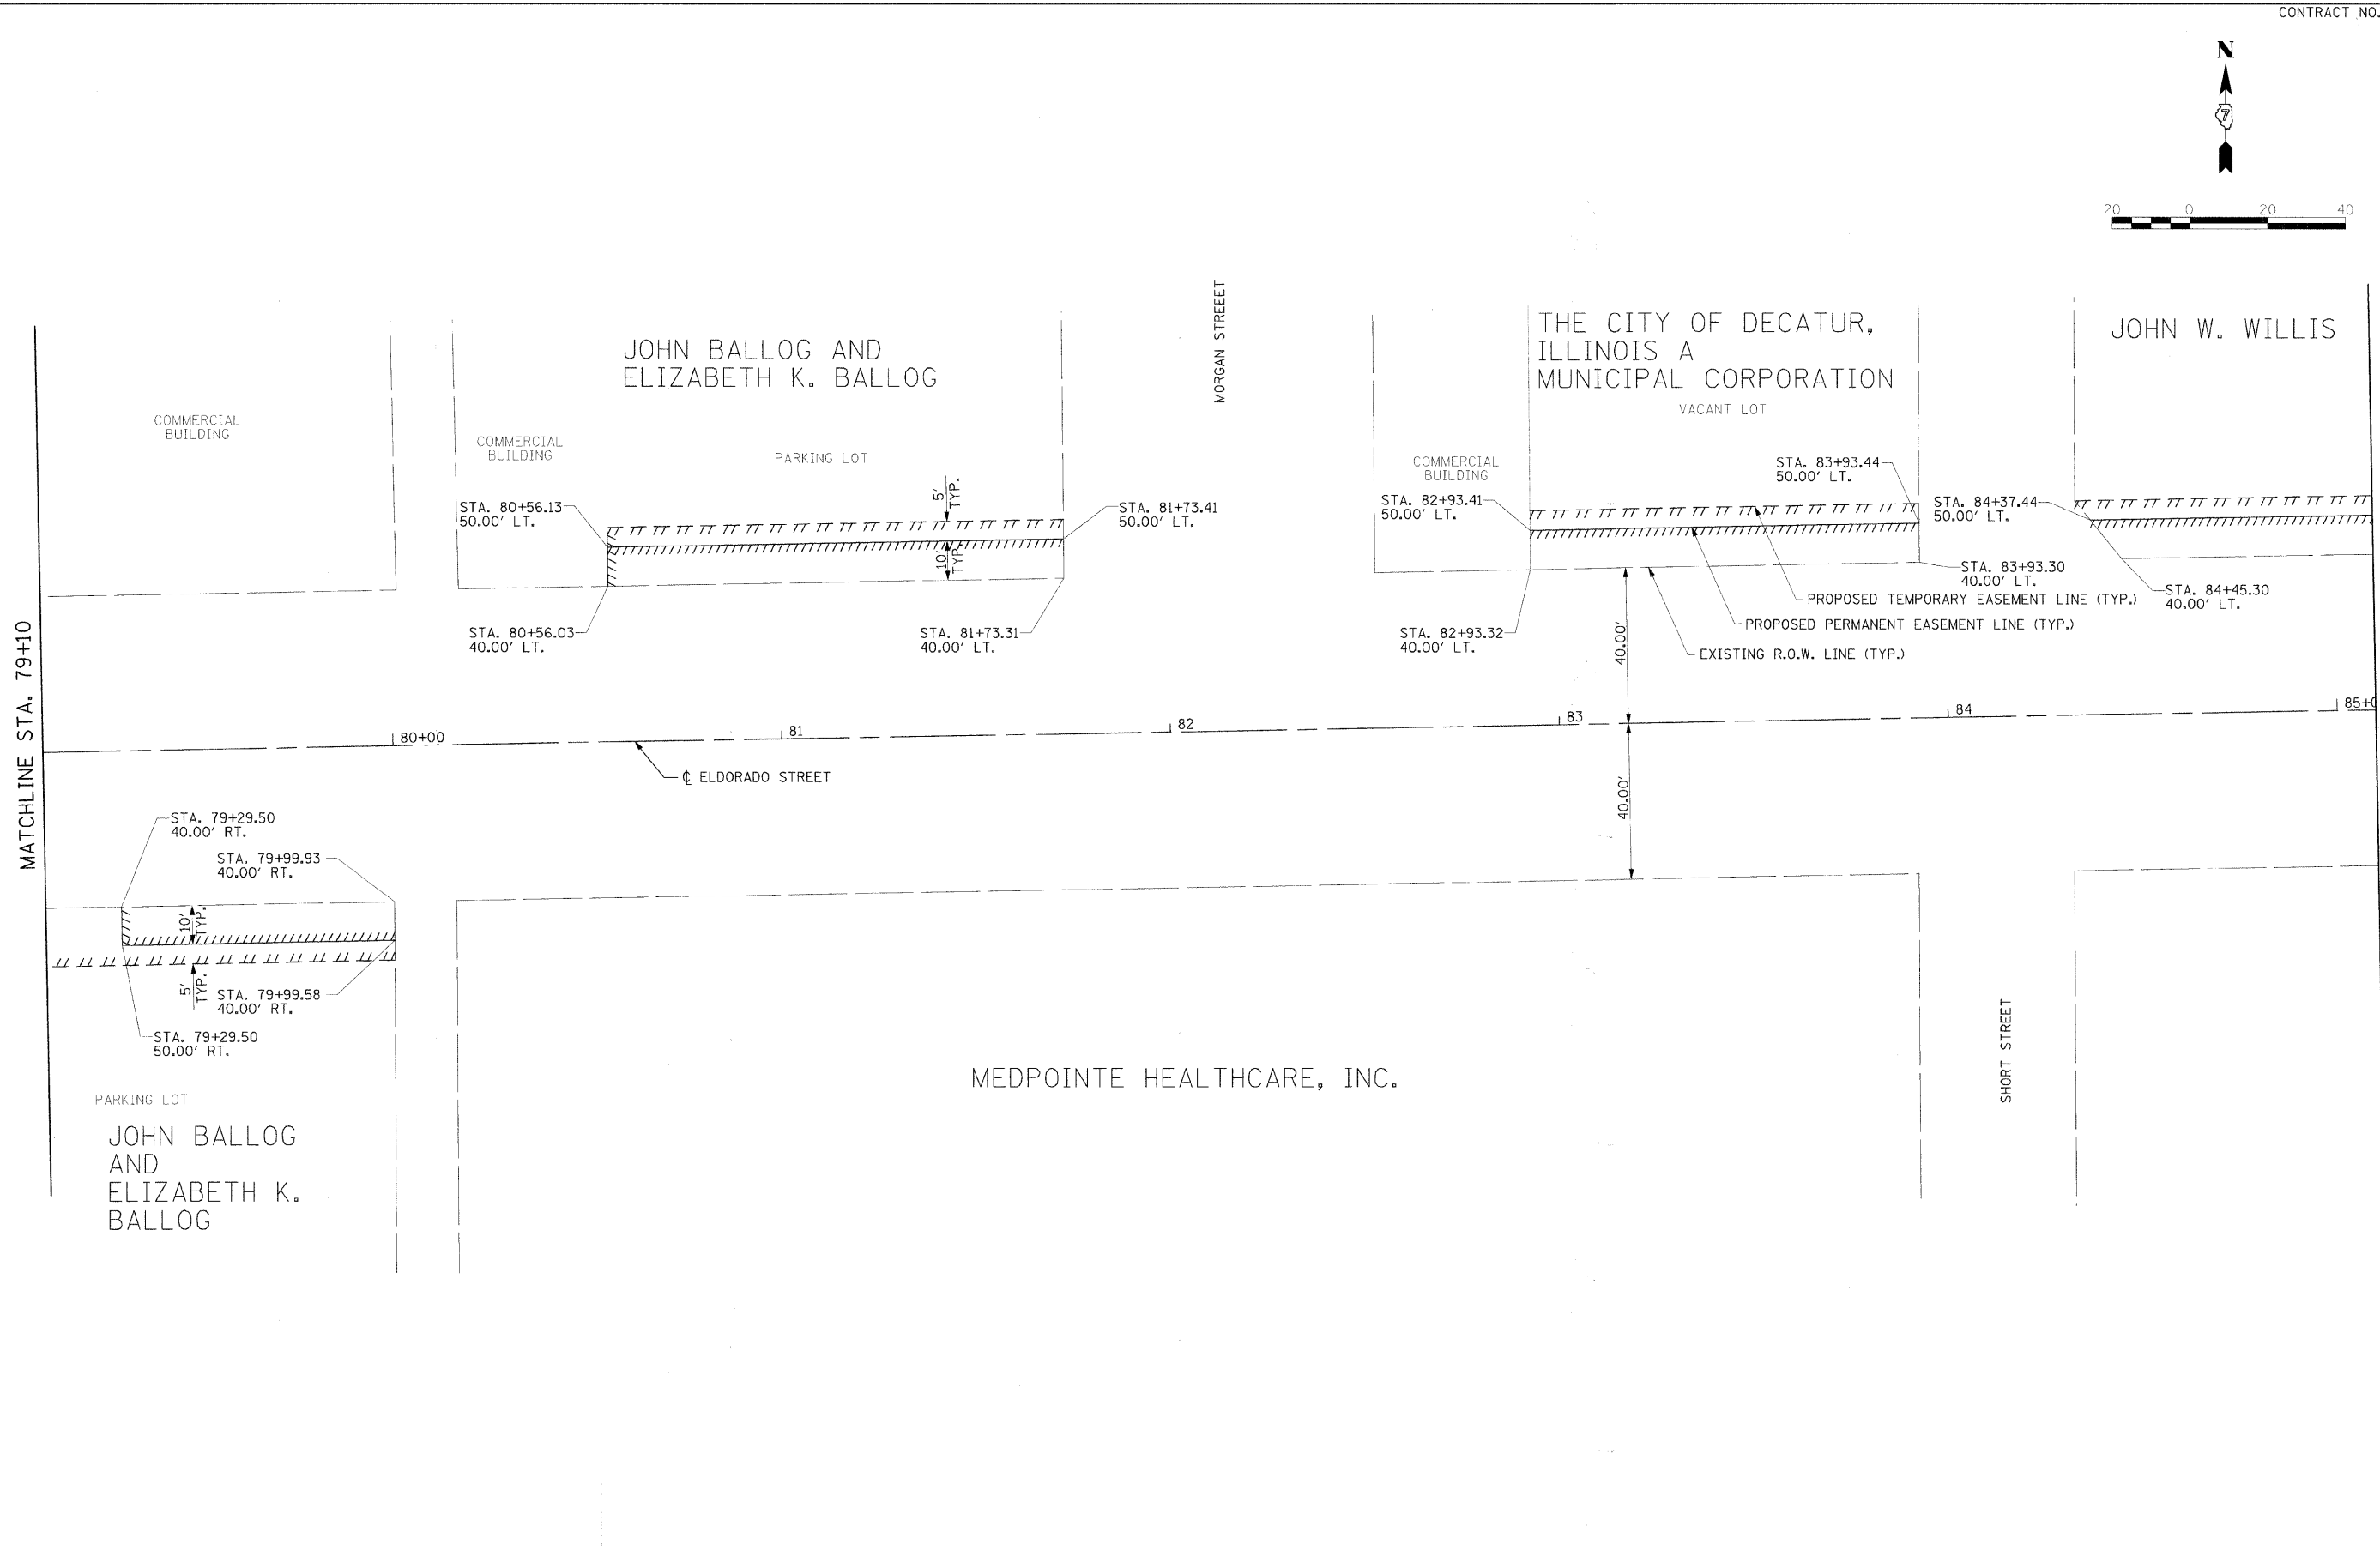 CONTRACT NO.
N
7
20 0 20 40
MORGAN STREEET
JOHN BALLOG AND
ELIZABETH K. BALLOG
THE CITY OF DECATUR,
ILLINOIS A
MUNICIPAL CORPORATION
VACANT LOT
JOHN W. WILLIS
COMMERCIAL
BUILDING
COMMERCIAL
BUILDING
PARKING LOT
COMMERCIAL
BUILDING
STA. 80+56.13
50.00' LT.
5'
TYP.
10'
TYP.
STA. 81+73.41
50.00' LT.
STA. 82+93.41
50.00' LT.
STA. 83+93.44
50.00' LT.
STA. 84+37.44
50.00' LT.
STA. 80+56.03
40.00' LT.
STA. 81+73.31
40.00' LT.
STA. 82+93.32
40.00' LT.
STA. 83+93.30
40.00' LT.
STA. 84+45.30
40.00' LT.
PROPOSED TEMPORARY EASEMENT LINE (TYP.)
PROPOSED PERMANENT EASEMENT LINE (TYP.)
EXISTING R.O.W. LINE (TYP.)
40.00'
MATCHLINE STA. 79+10
80+00
81
82
83
84
85+0
℄ ELDORADO STREET
40.00'
STA. 79+29.50
40.00' RT.
STA. 79+99.93
40.00' RT.
10'
TYP.
5'
TYP.
STA. 79+99.58
40.00' RT.
STA. 79+29.50
50.00' RT.
PARKING LOT
JOHN BALLOG
AND
ELIZABETH K.
BALLOG
MEDPOINTE HEALTHCARE, INC.
SHORT STREET